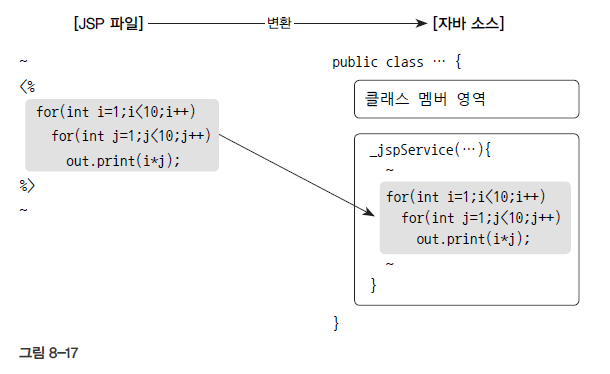 [JSP 파일] 변환 [자바 소스]
~
<%
for(int i=1;i<10;i++)
for(int j=1;j<10;j++)
out.print(i*j);
%>
~
public class … {
클래스 멤버 영역
_jspService(…){
~
for(int i=1;i<10;i++)
for(int j=1;j<10;j++)
out.print(i*j);
~
}
}
그림 8-17